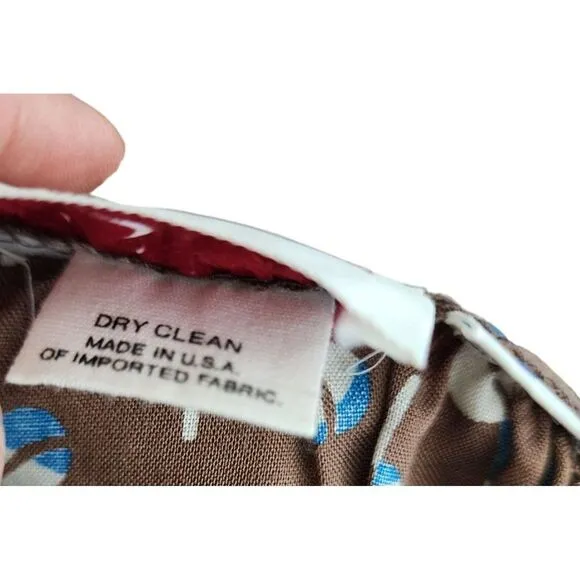 DRY CLEAN
MADE IN U.S.A.
OF IMPORTED FABRIC.